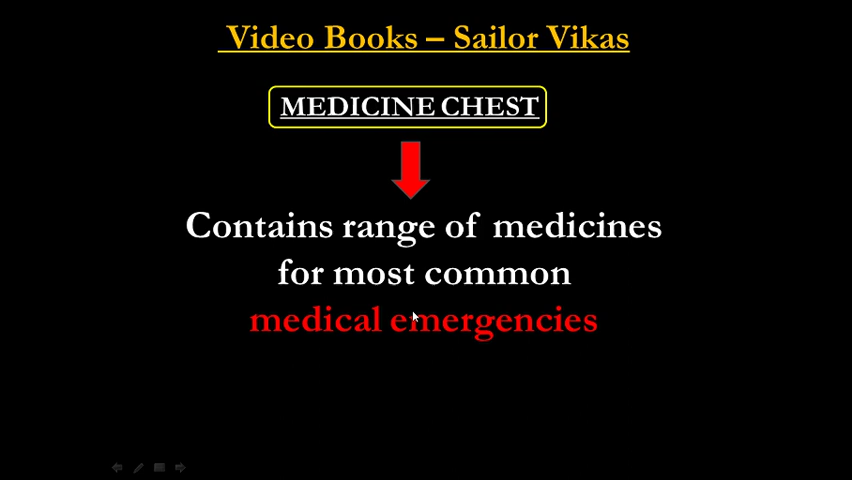 Video Books – Sailor Vikas
MEDICINE CHEST
Contains range of medicines
for most common
medical emergencies